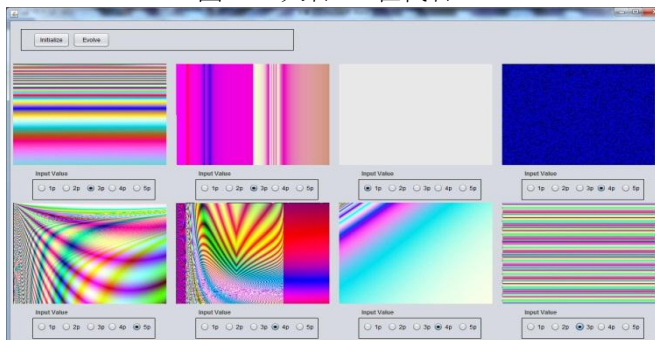 Initialize Evolve
Input Value Input Value Input Value Input Value
1p 2p 3p 4p 5p 1p 2p 3p 4p 5p 1p 2p 3p 4p 5p 1p 2p 3p 4p 5p
Input Value Input Value Input Value Input Value
1p 2p 3p 4p 5p 1p 2p 3p 4p 5p 1p 2p 3p 4p 5p 1p 2p 3p 4p 5p